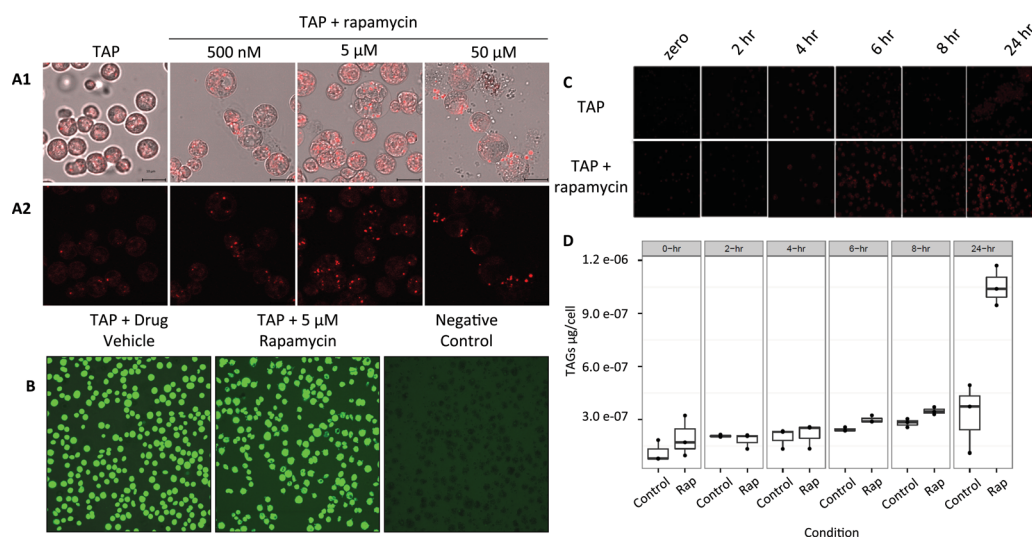 TAP + rapamycin
TAP 500 nM 5 µM 50 µM
A1
A2
TAP + Drug Vehicle
TAP + 5 µM Rapamycin
Negative Control
B
zero 2 hr 4 hr 6 hr 8 hr 24 hr
C
TAP
TAP + rapamycin
D
0-hr 2-hr 4-hr 6-hr 8-hr 24-hr
1.2 e-06
9.0 e-07
6.0 e-07
3.0 e-07
TAGs µg/cell
Control Rap Control Rap Control Rap Control Rap Control Rap Control Rap
Condition